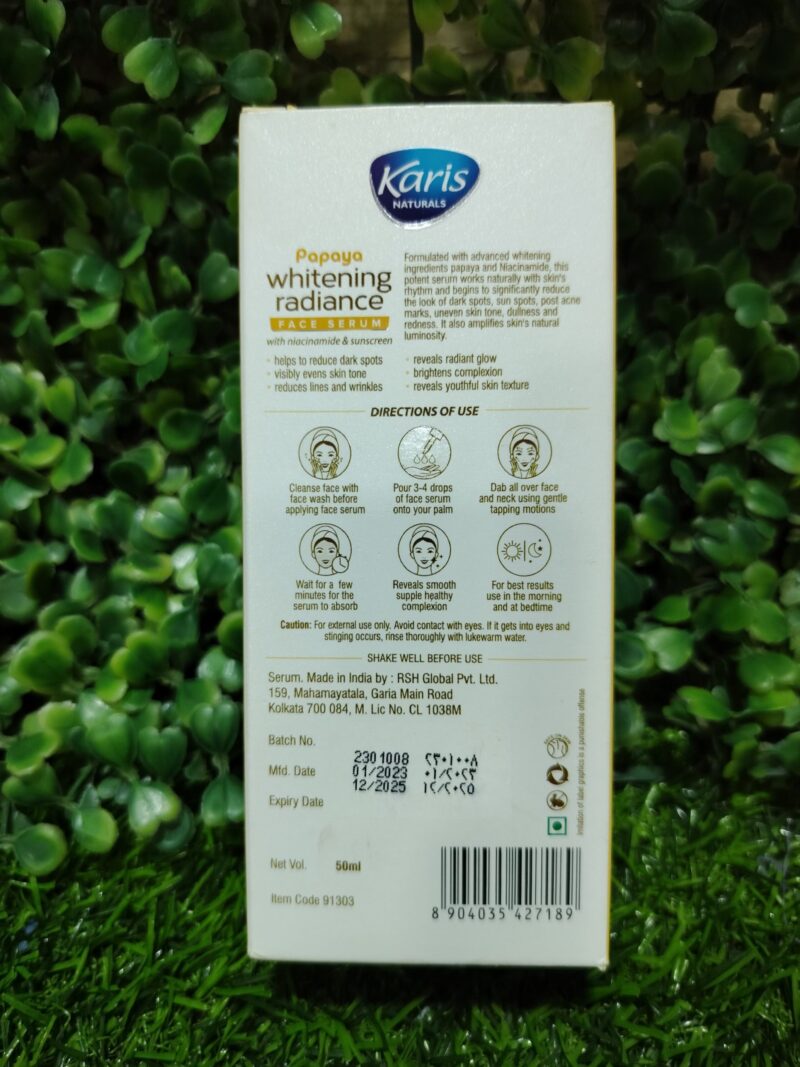 Karis
NATURALS
Papaya
whitening
radiance
FACE SERUM
with niacinamide & sunscreen
Formulated with advanced whitening
ingredients papaya and Niacinamide, this
potent serum works naturally with skin's
rhythm and begins to significantly reduce
the look of dark spots, sun spots, post acne
marks, uneven skin tone, dullness and
redness. It also amplifies skin's natural
luminosity.
• helps to reduce dark spots
• visibly evens skin tone
• reduces lines and wrinkles
• reveals radiant glow
• brightens complexion
• reveals youthful skin texture
DIRECTIONS OF USE
Cleanse face with
face wash before
applying face serum
Pour 3-4 drops
of face serum
onto your palm
Dab all over face
and neck using gentle
tapping motions
Wait for a few
minutes for the
serum to absorb
Reveals smooth
supple healthy
complexion
For best results
use in the morning
and at bedtime
Caution: For external use only. Avoid contact with eyes. If it gets into eyes and
stinging occurs, rinse thoroughly with lukewarm water.
SHAKE WELL BEFORE USE
Serum. Made in India by : RSH Global Pvt. Ltd.
159, Mahamayatala, Garia Main Road
Kolkata 700 084, M. Lic No. CL 1038M
Batch No.
2301008 ٢٣٠١٠٠٨
Mfd. Date 01/2023 ٠١/٢٠٢٣
12/2025 ١٢/٢٠٢٥
Expiry Date
Net Vol. 50ml
Item Code 91303
Imitation of label graphics is a punishable offense
8 904035 427189